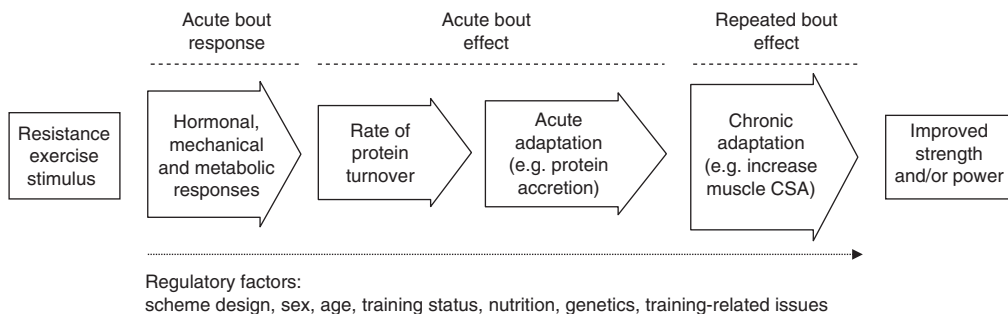 Acute bout
response
Acute bout
effect
Repeated bout
effect
Resistance
exercise
stimulus
Hormonal,
mechanical
and metabolic
responses
Rate of
protein
turnover
Acute
adaptation
(e.g. protein
accretion)
Chronic
adaptation
(e.g. increase
muscle CSA)
Improved
strength
and/or power
Regulatory factors:
scheme design, sex, age, training status, nutrition, genetics, training-related issues